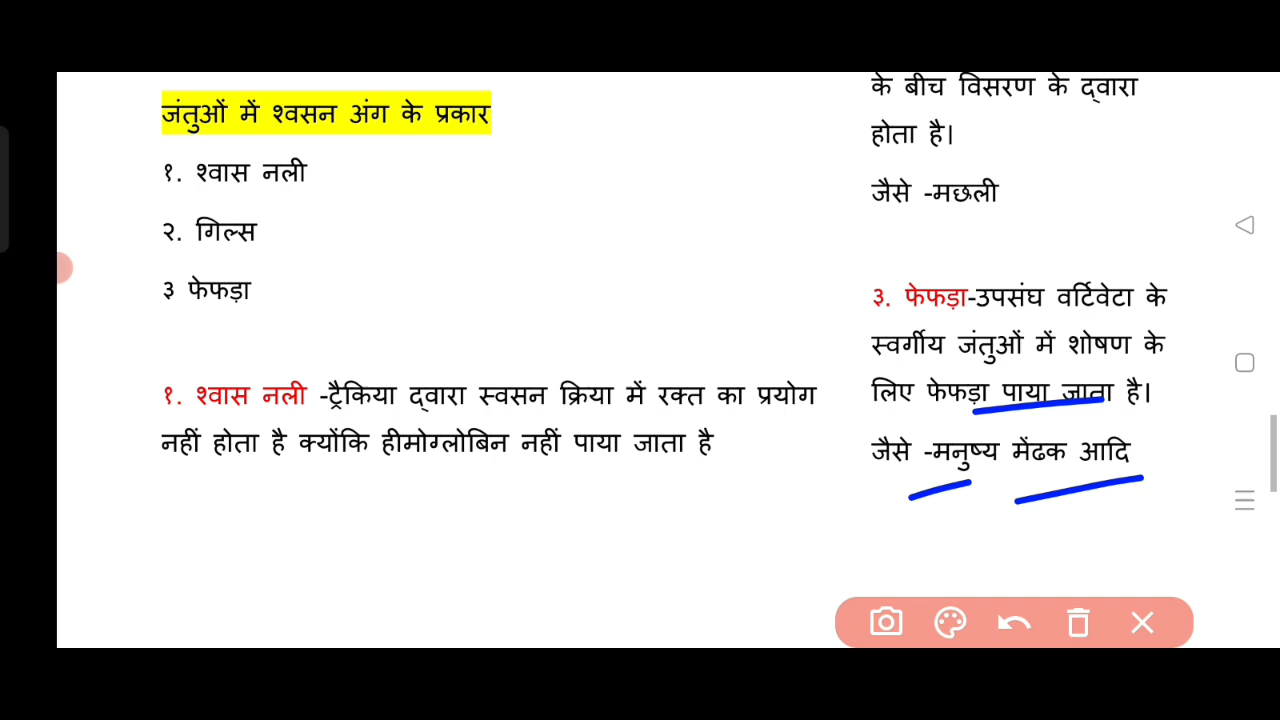 जंतुओं में श्वसन अंग के प्रकार
१. श्वास नली
२. गिल्स
३ फेफड़ा
१. श्वास नली -ट्रैकिया द्वारा स्वसन क्रिया में रक्त का प्रयोग
नहीं होता है क्योंकि हीमोग्लोबिन नहीं पाया जाता है
के बीच विसरण के द्वारा
होता है।
जैसे -मछली
३. फेफड़ा-उपसंघ वर्टिवेटा के
स्वर्गीय जंतुओं में शोषण के
लिए फेफड़ा पाया जाता है।
जैसे -मनुष्य मेंढक आदि